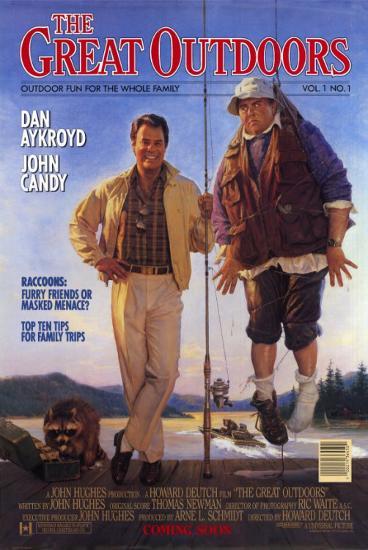 THE
GREAT OUTDOORS
OUTDOOR FUN FOR THE WHOLE FAMILY VOL. 1 NO. 1
DAN
AYKROYD
JOHN
CANDY
RACCOONS:
FURRY FRIENDS OR
MASKED MENACE?
TOP TEN TIPS
FOR FAMILY TRIPS
A JOHN HUGHES PRODUCTION A HOWARD DEUTCH FILM "THE GREAT OUTDOORS"
WRITTEN BY JOHN HUGHES ORIGINAL SCORE THOMAS NEWMAN DIRECTOR OF PHOTOGRAPHY RIC WAITE A.S.C.
EXECUTIVE PRODUCER JOHN HUGHES PRODUCED BY ARNE L. SCHMIDT DIRECTED BY HOWARD DEUTCH
COMING SOON A UNIVERSAL PICTURE